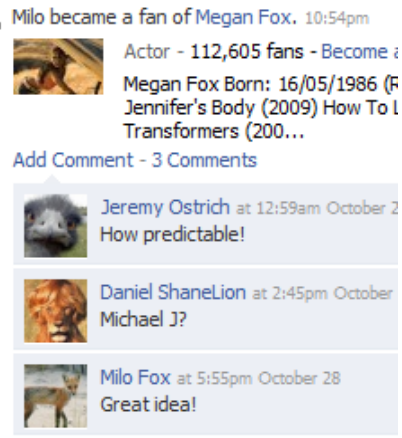 Milo became a fan of Megan Fox. 10:54pm
Actor - 112,605 fans - Become a
Megan Fox Born: 16/05/1986 (R
Jennifer's Body (2009) How To L
Transformers (200...
Add Comment - 3 Comments
Jeremy Ostrich at 12:59am October 2
How predictable!
Daniel ShaneLion at 2:45pm October
Michael J?
Milo Fox at 5:55pm October 28
Great idea!